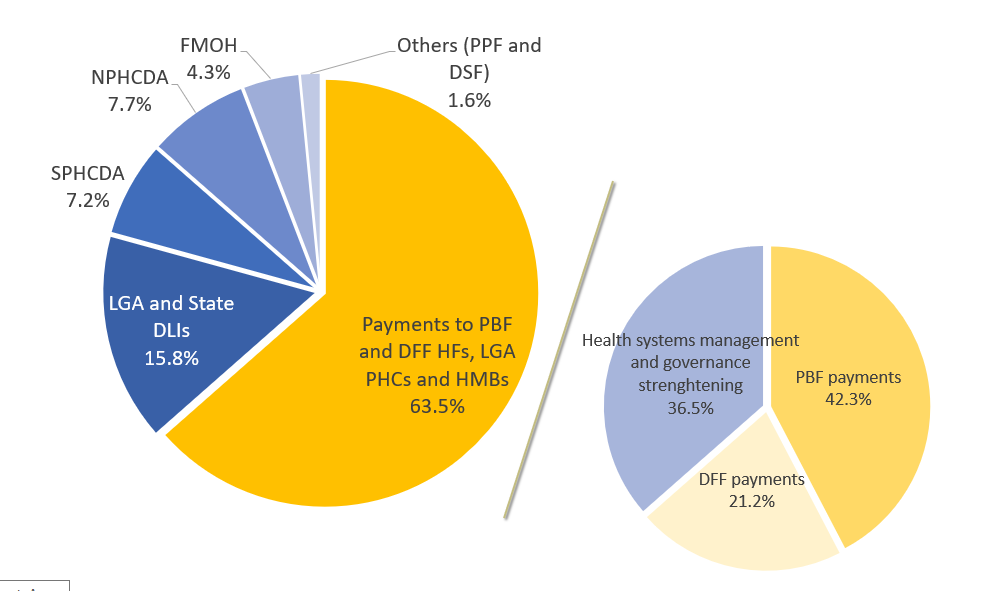 FMOH
4.3%
Others (PPF and
DSF)
1.6%
NPHCDA
7.7%
SPHCDA
7.2%
LGA and State
DLIs
15.8%
Payments to PBF
and DFF HFs, LGA
PHCs and HMBs
63.5%
Health systems management
and governance
strenghtening
36.5%
PBF payments
42.3%
DFF payments
21.2%